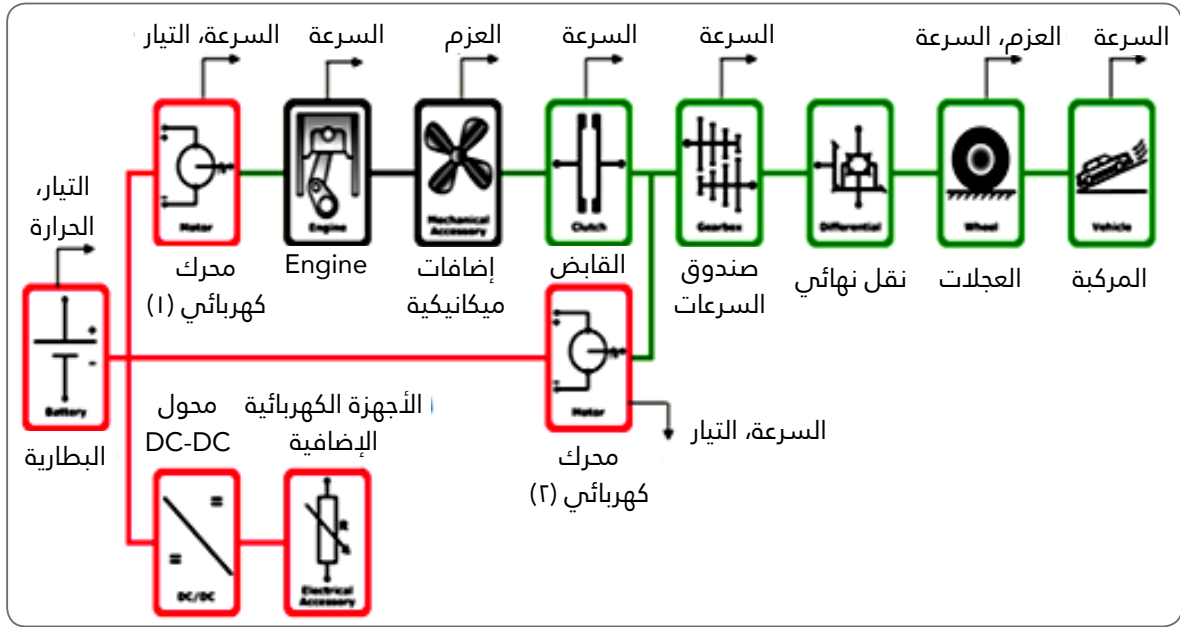 السرعة، التيار
السرعة
العزم
السرعة
السرعة
العزم، السرعة
السرعة
Motor
Engine
Mechanical
Accessory
Clutch
Gearbox
Differential
Wheel
Vehicle
محرك
كهربائي (١)
Engine
إضافات
ميكانيكية
القابض
صندوق
السرعات
نقل نهائي
العجلات
المركبة
التيار،
الحرارة
+
-
Battery
البطارية
Motor
السرعة، التيار
محرك
كهربائي (٢)
محول
DC-DC
الأجهزة الكهربائية
الإضافية
=
=
DC/DC
R
Electrical
Accessory